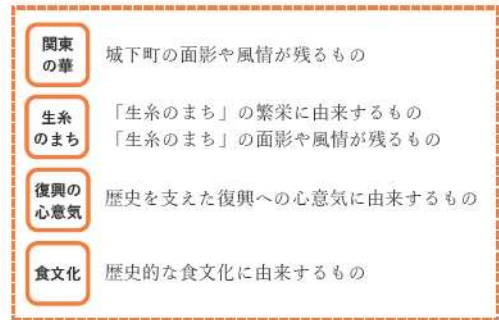 関東
の華
城下町の面影や風情が残るもの
生糸
のまち
「生糸のまち」の繁栄に由来するもの
「生糸のまち」の面影や風情が残るもの
復興の
心意気
歴史を支えた復興への心意気に由来するもの
食文化
歴史的な食文化に由来するもの